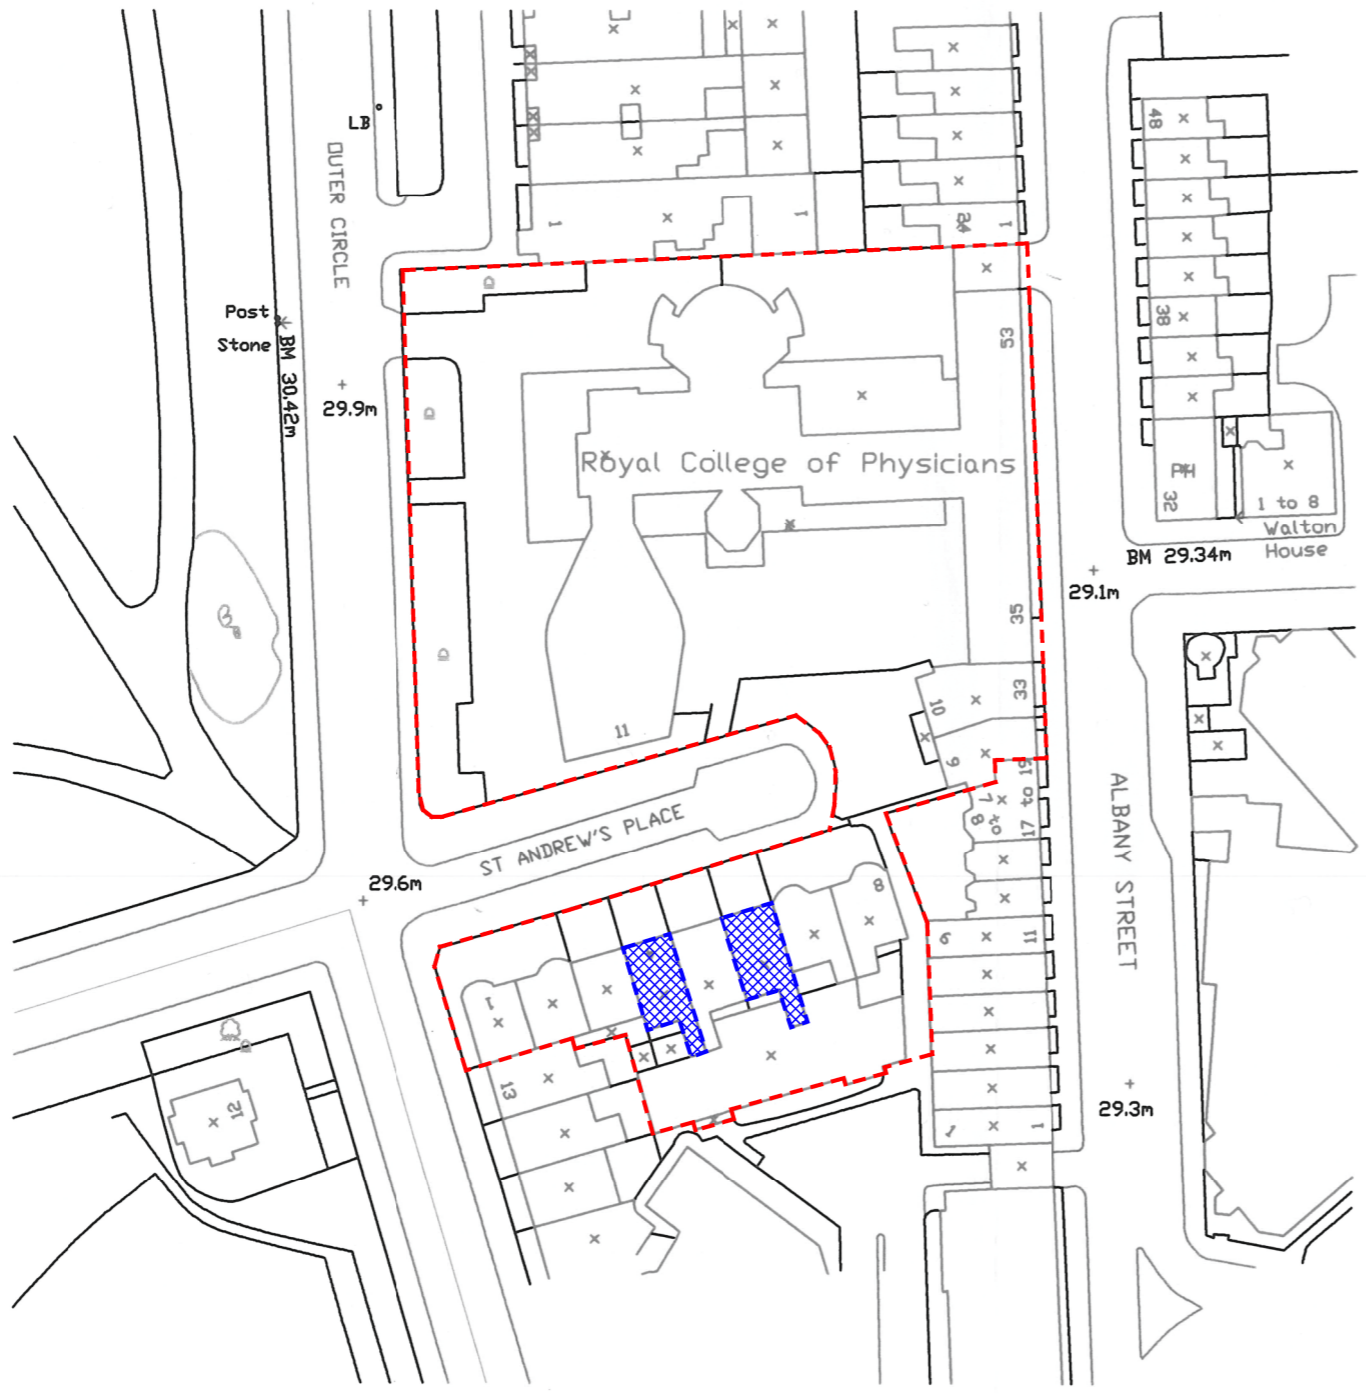 LB
OUTER CIRCLE
1
1
24
1
48
Post
Stone
BM 30.42m
29.9m
53
38
Royal College of Physicians
PH
32
1 to 8
Walton
House
BM 29.34m
29.1m
35
33
10
9
11
7 to 8
17 to 19
ST ANDREW'S PLACE
ALBANY STREET
29.6m
8
1
9
11
13
12
29.3m
1
1